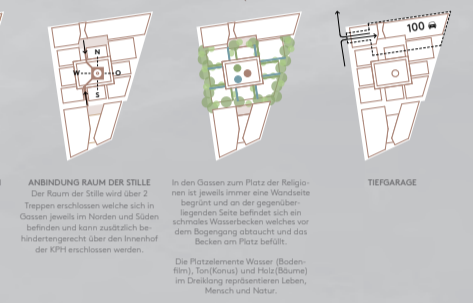 N
W
O
S
100
ANBINDUNG RAUM DER STILLE
Der Raum der Stille wird über 2
Treppen erschlossen welche sich in
Gassen jeweils im Norden und Süden
befinden und kann zusätzlich be-
hindertengerecht über den Innenhof
der KPH erschlossen werden.
In den Gassen zum Platz der Religio-
nen ist jeweils immer eine Wandseite
begrünt und an der gegenüber-
liegenden Seite befindet sich ein
schmales Wasserbecken welches vor
dem Bogengang abtaucht und das
Becken am Platz befüllt.
Die Platzelemente Wasser (Boden-
film), Ton(Konus) und Holz(Bäume)
im Dreiklang repräsentieren Leben,
Mensch und Natur.
TIEFGARAGE